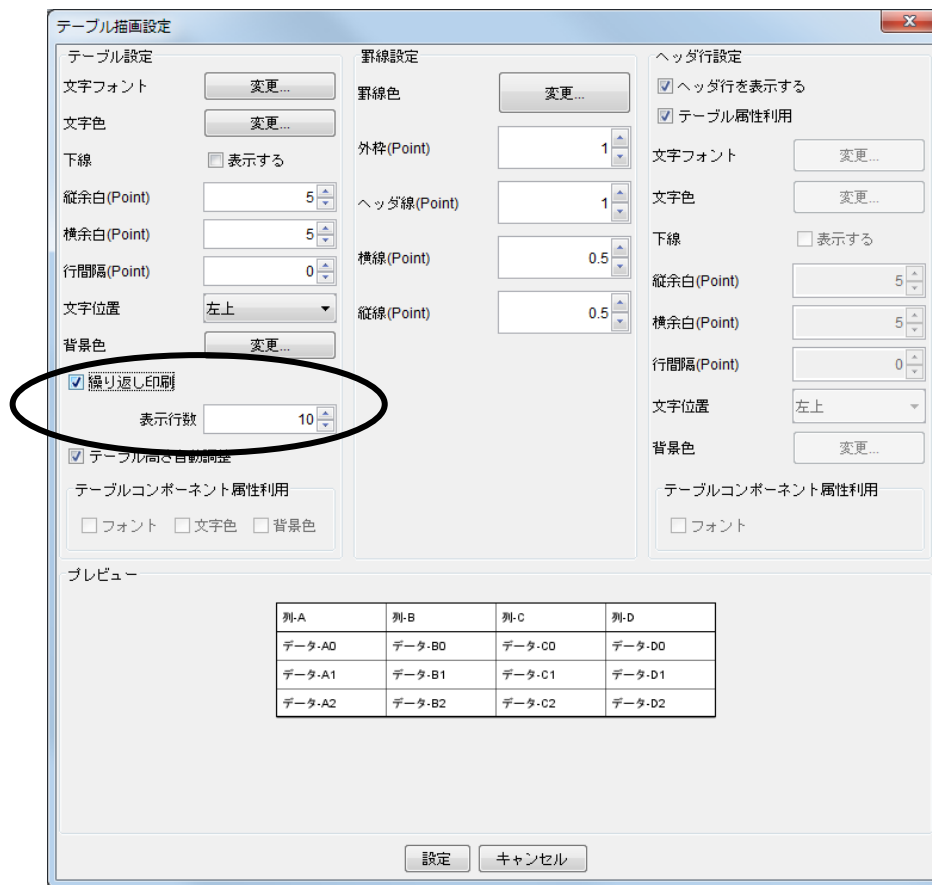 テーブル描画設定
テーブル設定
文字フォント 変更...
文字色 変更...
下線 表示する
縦余白(Point) 5
横余白(Point) 5
行間隔(Point) 0
文字位置 左上
背景色 変更...
繰り返し印刷
表示行数 10
テーブル高さ自動調整
テーブルコンポーネント属性利用
フォント 文字色 背景色
罫線設定
罫線色 変更...
外枠(Point) 1
ヘッダ線(Point) 1
横線(Point) 0.5
縦線(Point) 0.5
ヘッダ行設定
ヘッダ行を表示する
テーブル属性利用
文字フォント 変更...
文字色 変更...
下線 表示する
縦余白(Point) 5
横余白(Point) 5
行間隔(Point) 0
文字位置 左上
背景色 変更...
テーブルコンポーネント属性利用
フォント
プレビュー
列-A 列-B 列-C 列-D
データ-A0 データ-B0 データ-C0 データ-D0
データ-A1 データ-B1 データ-C1 データ-D1
データ-A2 データ-B2 データ-C2 データ-D2
設定 キャンセル